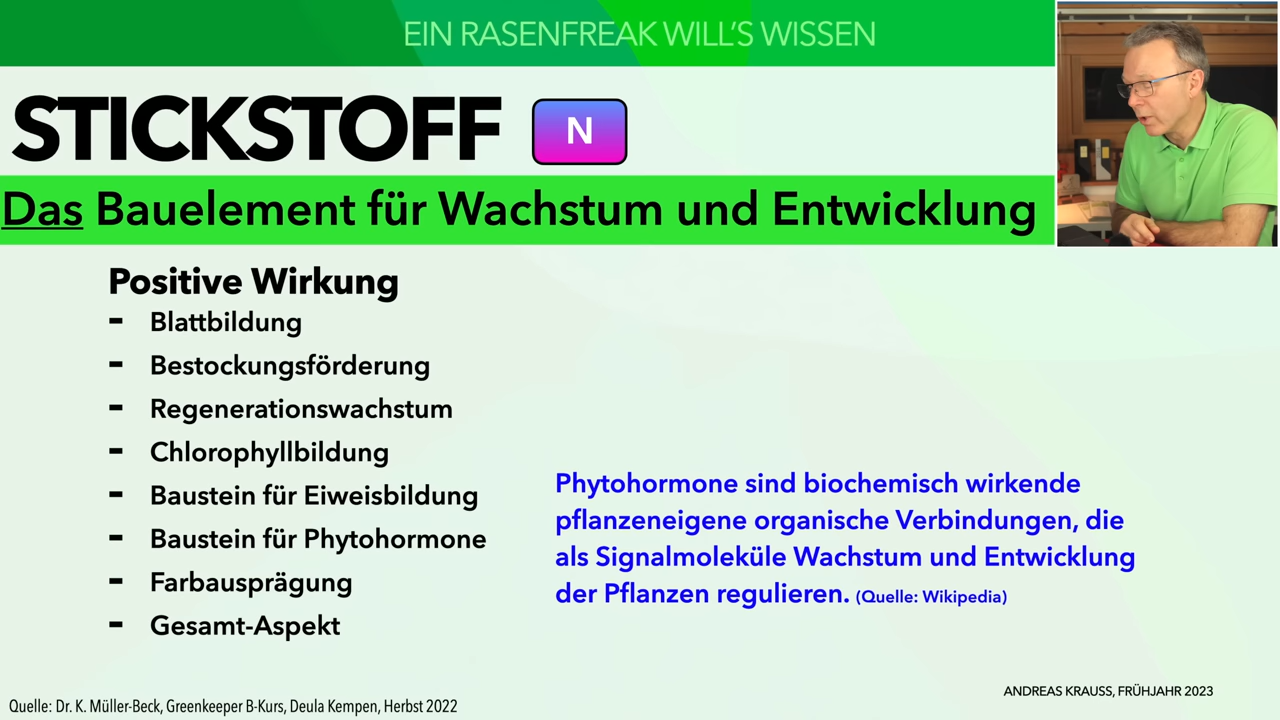 EIN RASENFREAK WILL'S WISSEN
STICKSTOFF N
Das Bauelement für Wachstum und Entwicklung
Positive Wirkung
- Blattbildung
- Bestockungsförderung
- Regenerationswachstum
- Chlorophyllbildung
- Baustein für Eiweisbildung
- Baustein für Phytohormone
- Farbausprägung
- Gesamt-Aspekt
Phytohormone sind biochemisch wirkende
pflanzeneigene organische Verbindungen, die
als Signalmoleküle Wachstum und Entwicklung
der Pflanzen regulieren. (Quelle: Wikipedia)
ANDREAS KRAUSS, FRÜHJAHR 2023
Quelle: Dr. K. Müller-Beck, Greenkeeper B-Kurs, Deula Kempen, Herbst 2022